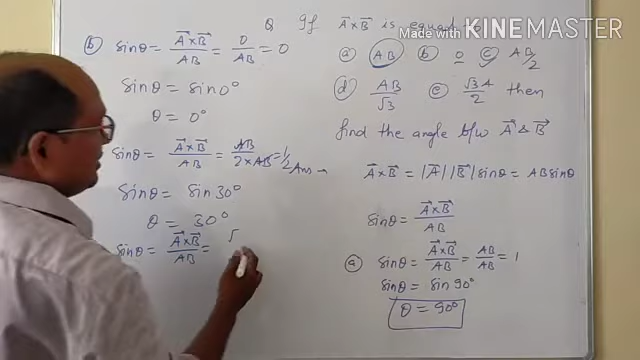 Q If A⃗×B⃗ is equal
Made with KINEMASTER
(a) AB (b) 0 (c) AB/2
(d) AB/√3 (e) √3A/2 then
find the angle b/w A⃗ & B⃗
A⃗×B⃗ = |A⃗| |B⃗| sinθ = AB sinθ
sinθ = A⃗×B⃗/AB
(a) sinθ = A⃗×B⃗/AB = AB/AB = 1
sinθ = sin 90°
θ = 90°
(b) sinθ = A⃗×B⃗/AB = 0/AB = 0
sinθ = sin 0°
θ = 0°
sinθ = A⃗×B⃗/AB = AB/2×AB = 1/2 Ans
sinθ = sin 30°
θ = 30°
sinθ = A⃗×B⃗/AB =